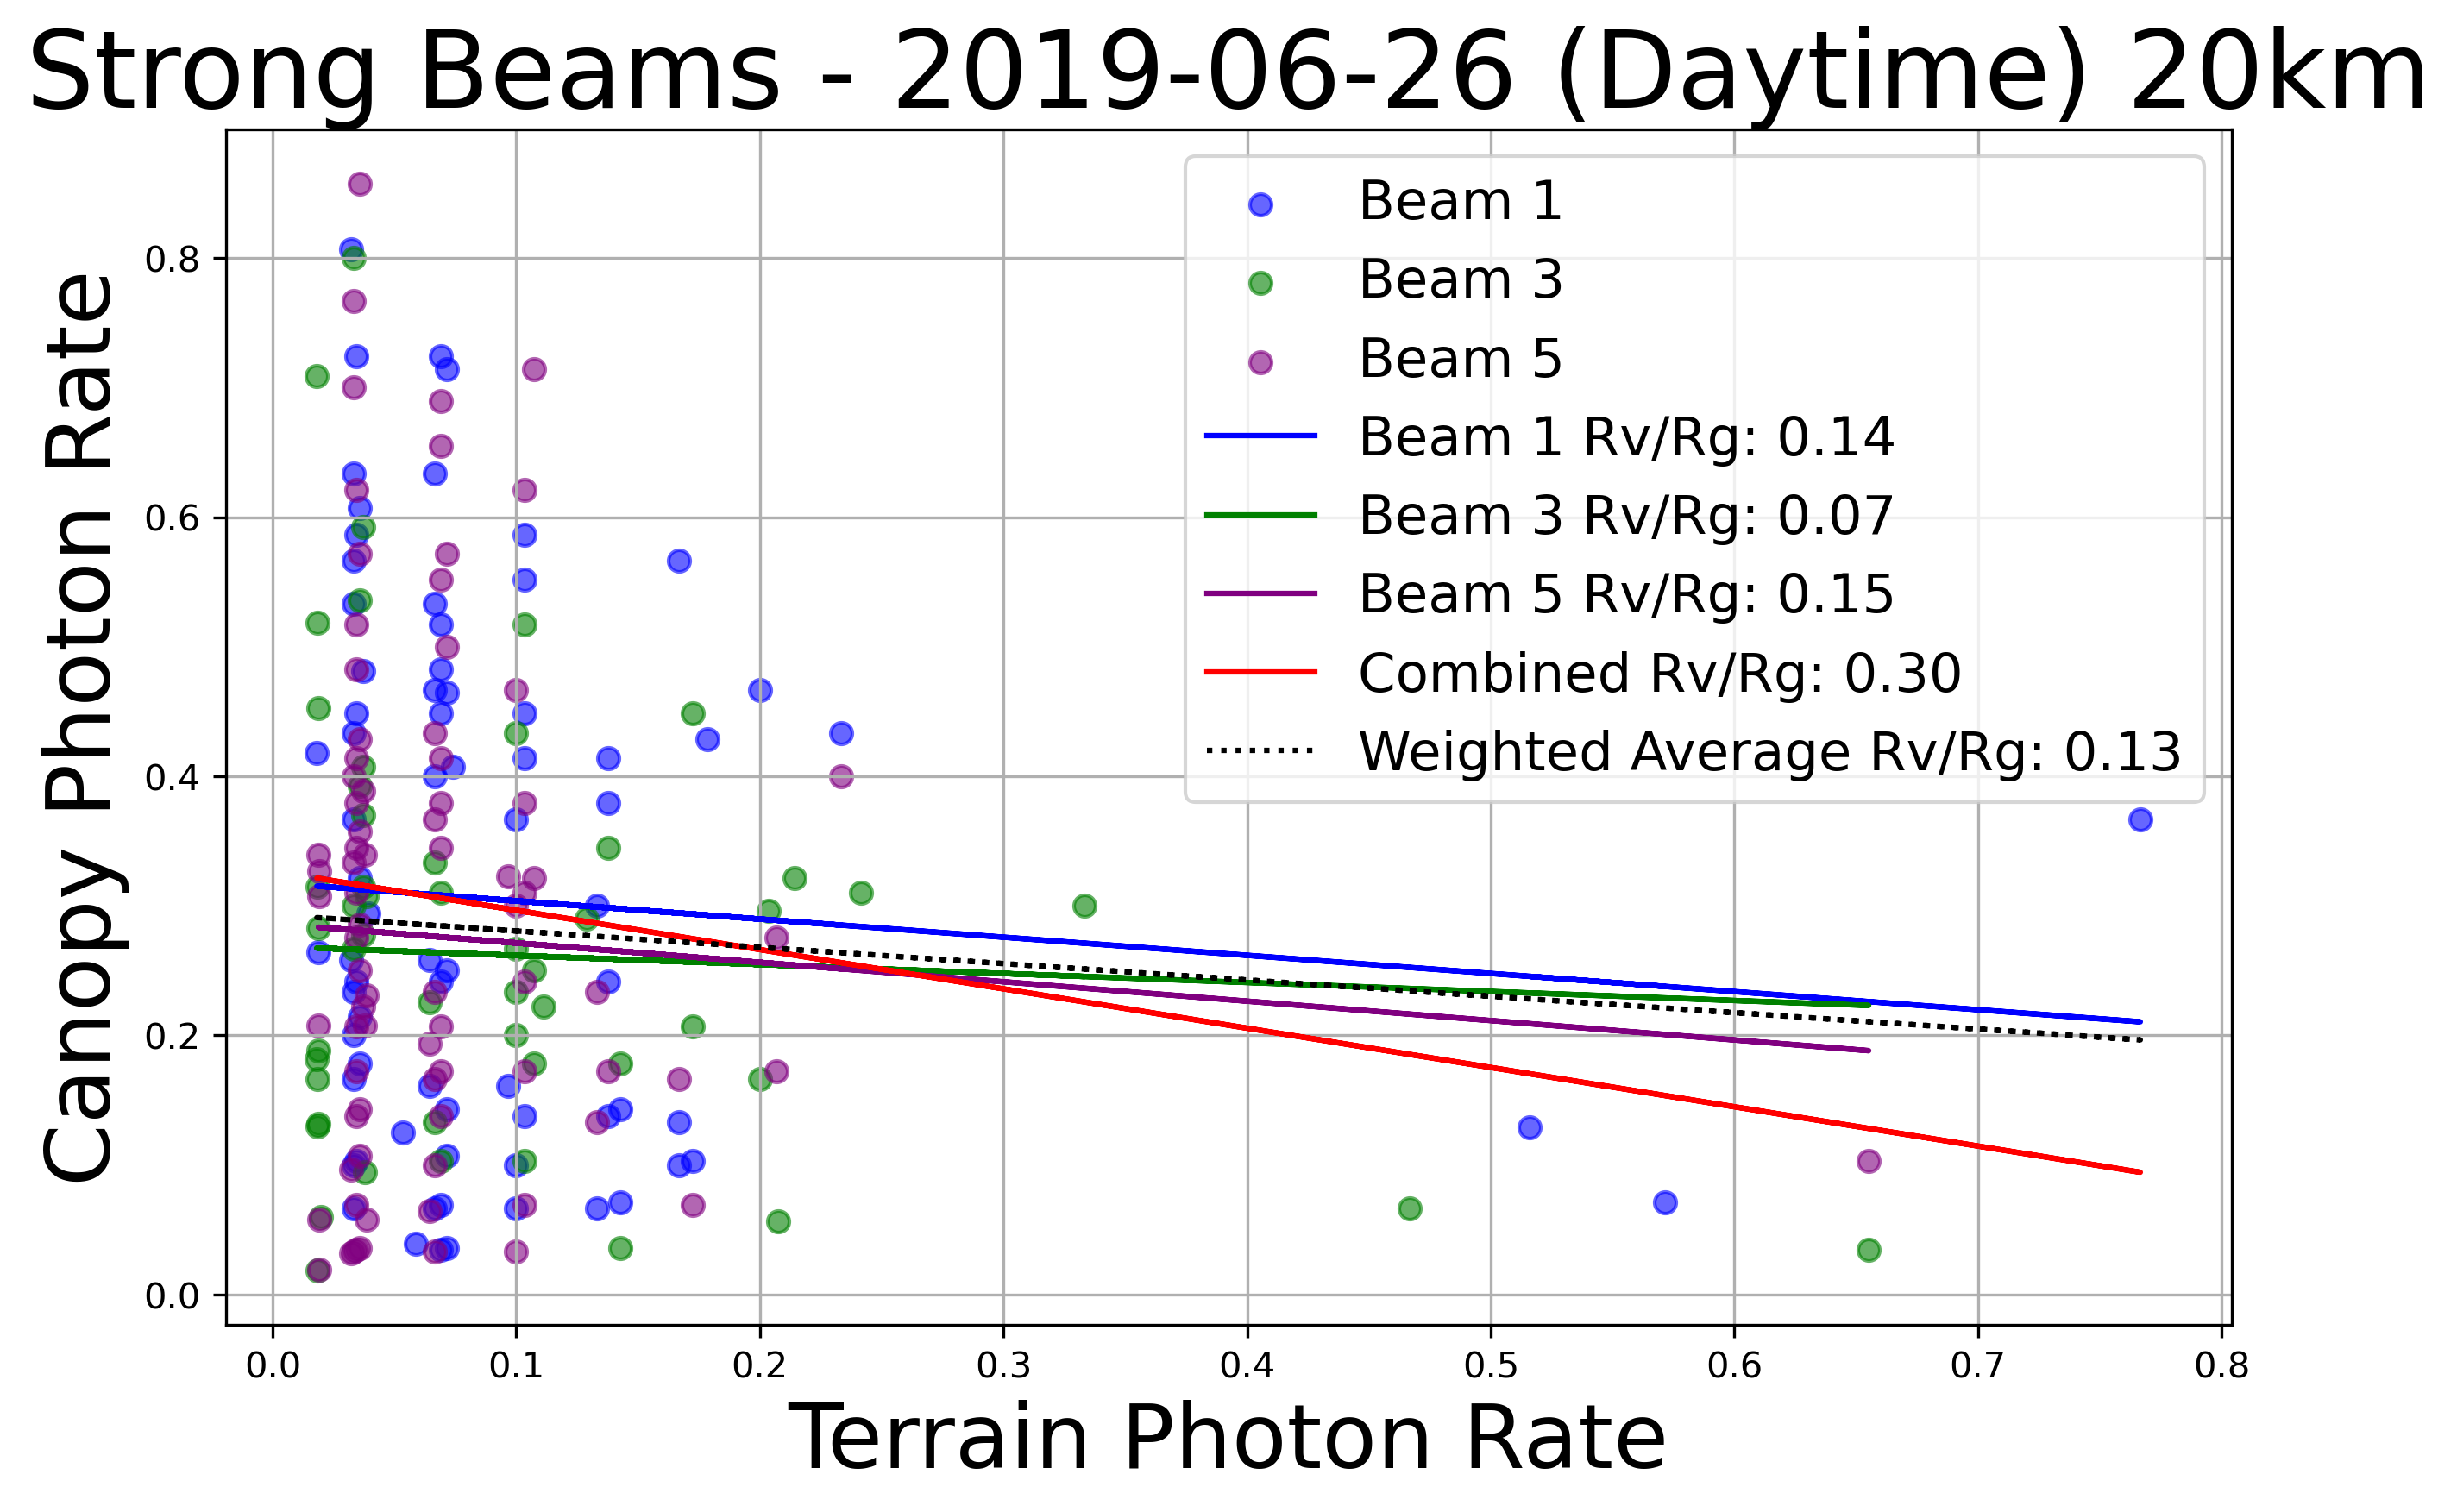 Strong Beams - 2019-06-26 (Daytime) 20km
Beam 1
Beam 3
Beam 5
Beam 1 Rv/Rg: 0.14
Beam 3 Rv/Rg: 0.07
Beam 5 Rv/Rg: 0.15
Combined Rv/Rg: 0.30
Weighted Average Rv/Rg: 0.13
Canopy Photon Rate
0.8
0.6
0.4
0.2
0.0
0.0 0.1 0.2 0.3 0.4 0.5 0.6 0.7 0.8
Terrain Photon Rate